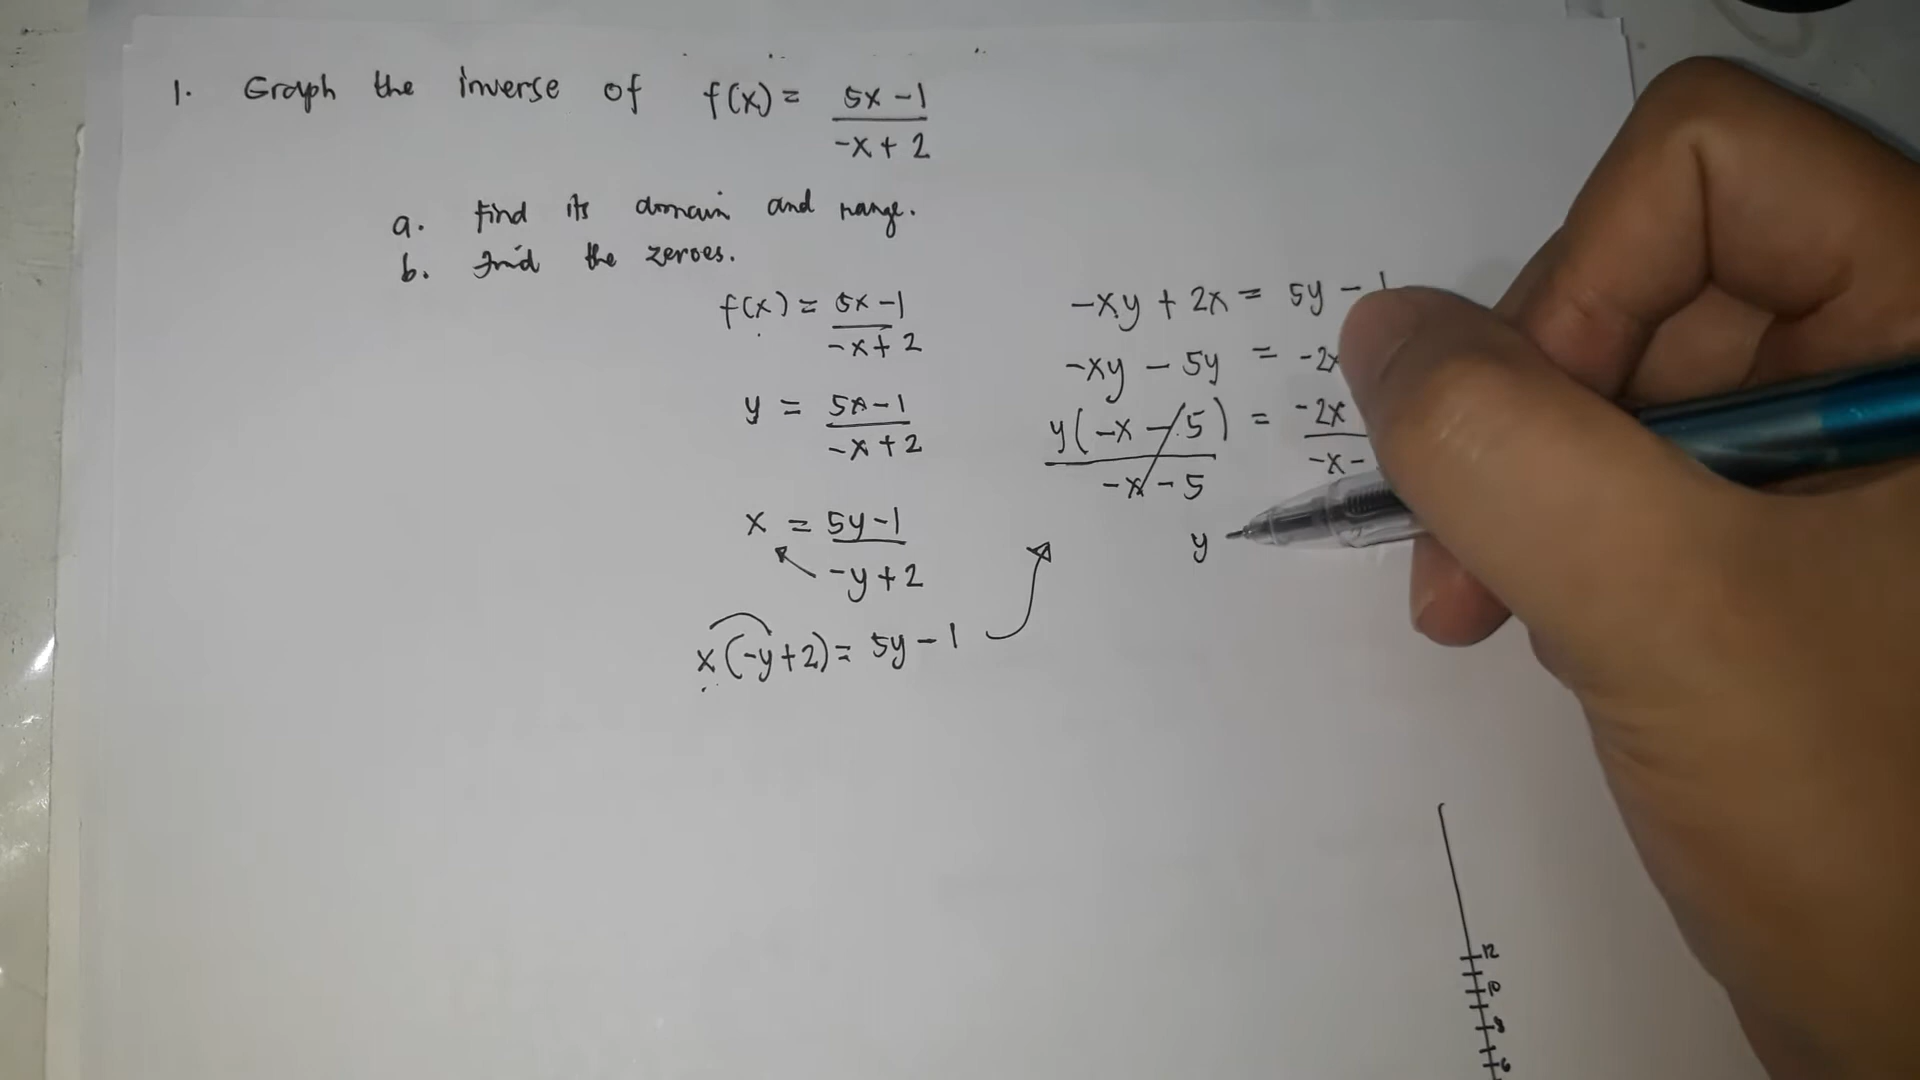 1. Graph the inverse of f(x) = 5x - 1
-x + 2
a. find its domain and range.
b. find the zeroes.
f(x) = 5x - 1
-x + 2
y = 5x - 1
-x + 2
x = 5y - 1
-y + 2
x(-y + 2) = 5y - 1
-xy + 2x = 5y -
-xy - 5y = -2x
y(-x - 5) = -2x
-x - 5 -x -
y
12
10
8
6